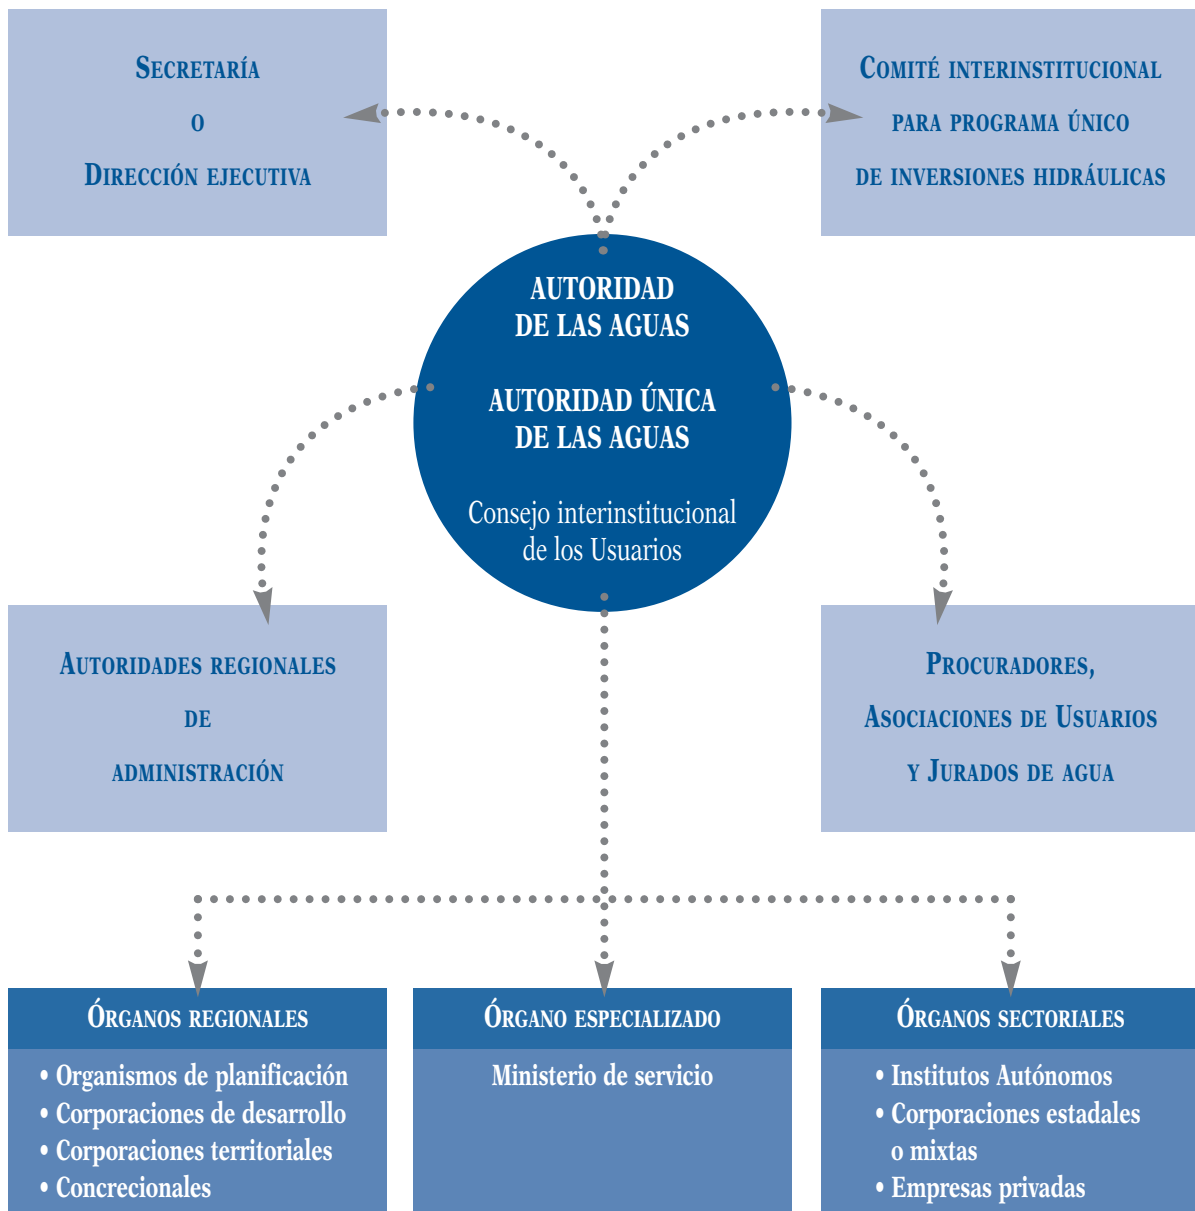 Secretaría
o
Dirección ejecutiva
Comité interinstitucional
para programa único
de inversiones hidráulicas
AUTORIDAD
DE LAS AGUAS
AUTORIDAD ÚNICA
DE LAS AGUAS
Consejo interinstitucional
de los Usuarios
Autoridades regionales
de
administración
Procuradores,
Asociaciones de Usuarios
y Jurados de agua
Órganos regionales
• Organismos de planificación
• Corporaciones de desarrollo
• Corporaciones territoriales
• Concrecionales
Órgano especializado
Ministerio de servicio
Órganos sectoriales
• Institutos Autónomos
• Corporaciones estadales
o mixtas
• Empresas privadas